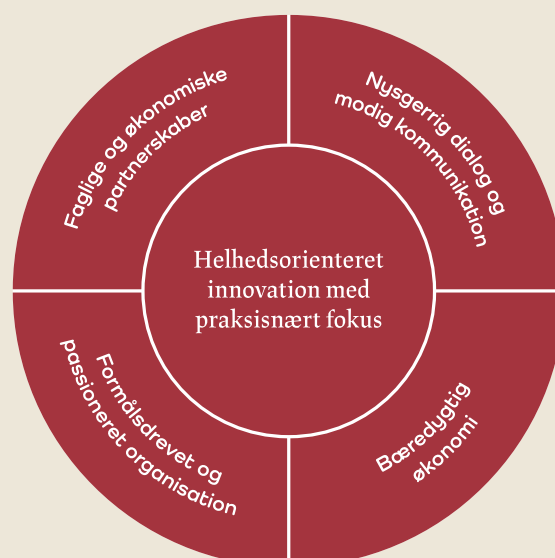 Faglige og økonomiske
partnerskaber
Nysgerrig dialog og
modig kommunikation
Helhedsorienteret
innovation med
praksisnært fokus
Formålsdrevet og
passioneret organisation
Bæredygtig
økonomi